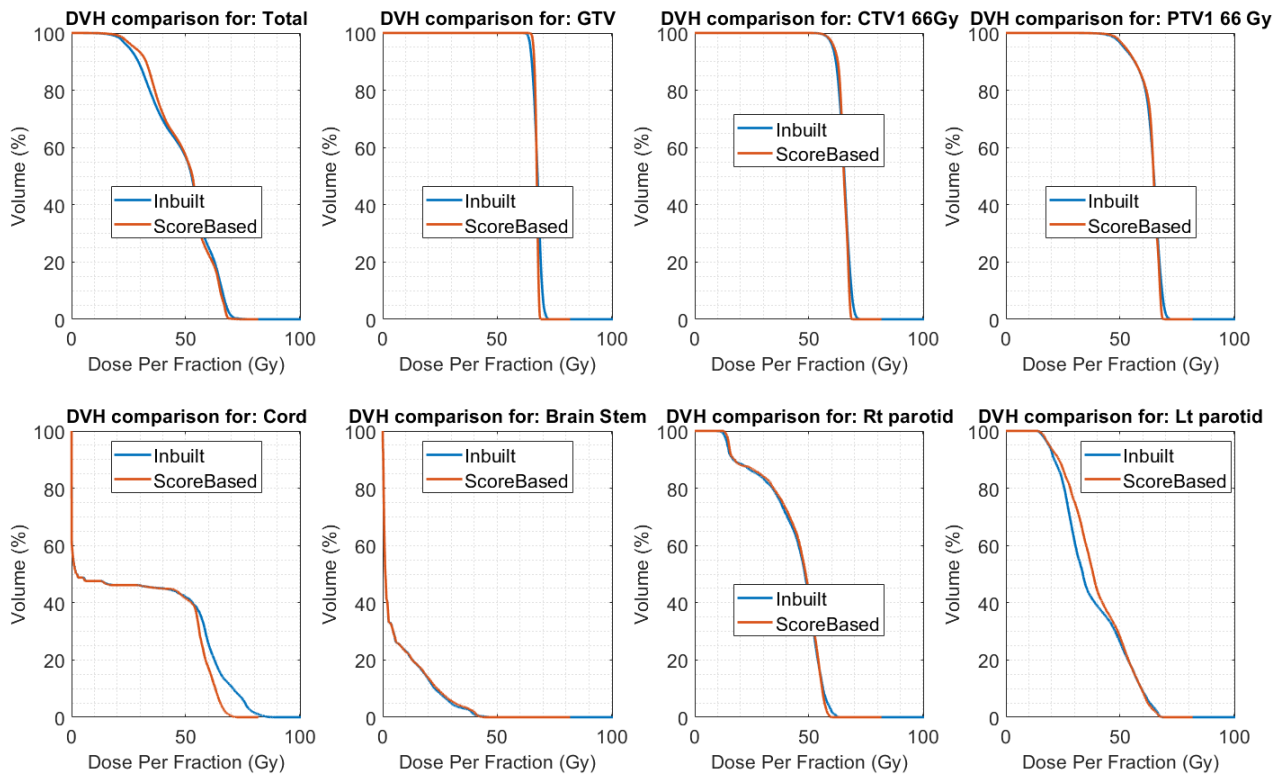 DVH comparison for: Total
100
80
60
40
20
0
Volume (%)
Inbuilt
ScoreBased
0
50
100
Dose Per Fraction (Gy)
DVH comparison for: GTV
100
80
60
40
20
0
Volume (%)
Inbuilt
ScoreBased
0
50
100
Dose Per Fraction (Gy)
DVH comparison for: CTV1 66Gy
100
80
60
40
20
0
Volume (%)
Inbuilt
ScoreBased
0
50
100
Dose Per Fraction (Gy)
DVH comparison for: PTV1 66 Gy
100
80
60
40
20
0
Volume (%)
Inbuilt
ScoreBased
0
50
100
Dose Per Fraction (Gy)
DVH comparison for: Cord
100
80
60
40
20
0
Volume (%)
Inbuilt
ScoreBased
0
50
100
Dose Per Fraction (Gy)
DVH comparison for: Brain Stem
100
80
60
40
20
0
Volume (%)
Inbuilt
ScoreBased
0
50
100
Dose Per Fraction (Gy)
DVH comparison for: Rt parotid
100
80
60
40
20
0
Volume (%)
Inbuilt
ScoreBased
0
50
100
Dose Per Fraction (Gy)
DVH comparison for: Lt parotid
100
80
60
40
20
0
Volume (%)
Inbuilt
ScoreBased
0
50
100
Dose Per Fraction (Gy)